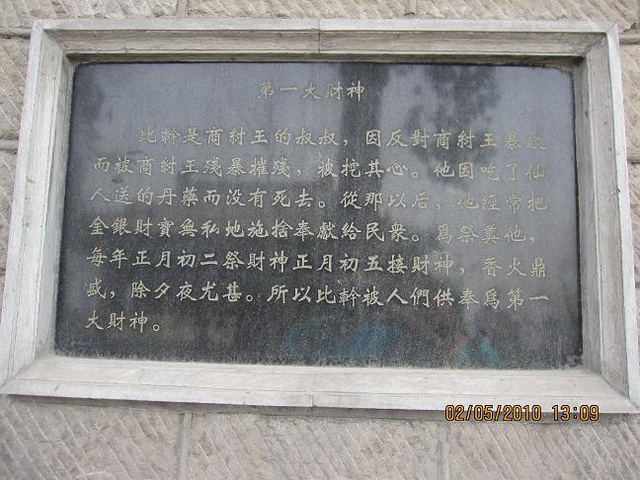 第一大財神
比幹是商紂王的叔叔，因反對商紂王暴政
而被商紂王殘暴摧殘，被挖其心。他因吃了仙
人送的丹藥而没有死去。從那以后，他經常把
金銀財寶無私地施捨奉獻給民衆。爲祭奠他，
每年正月初二祭財神正月初五接財神，香火鼎
盛，除夕夜尤甚。所以比幹被人們供奉爲第一
大財神。
02/05/2010 13:09